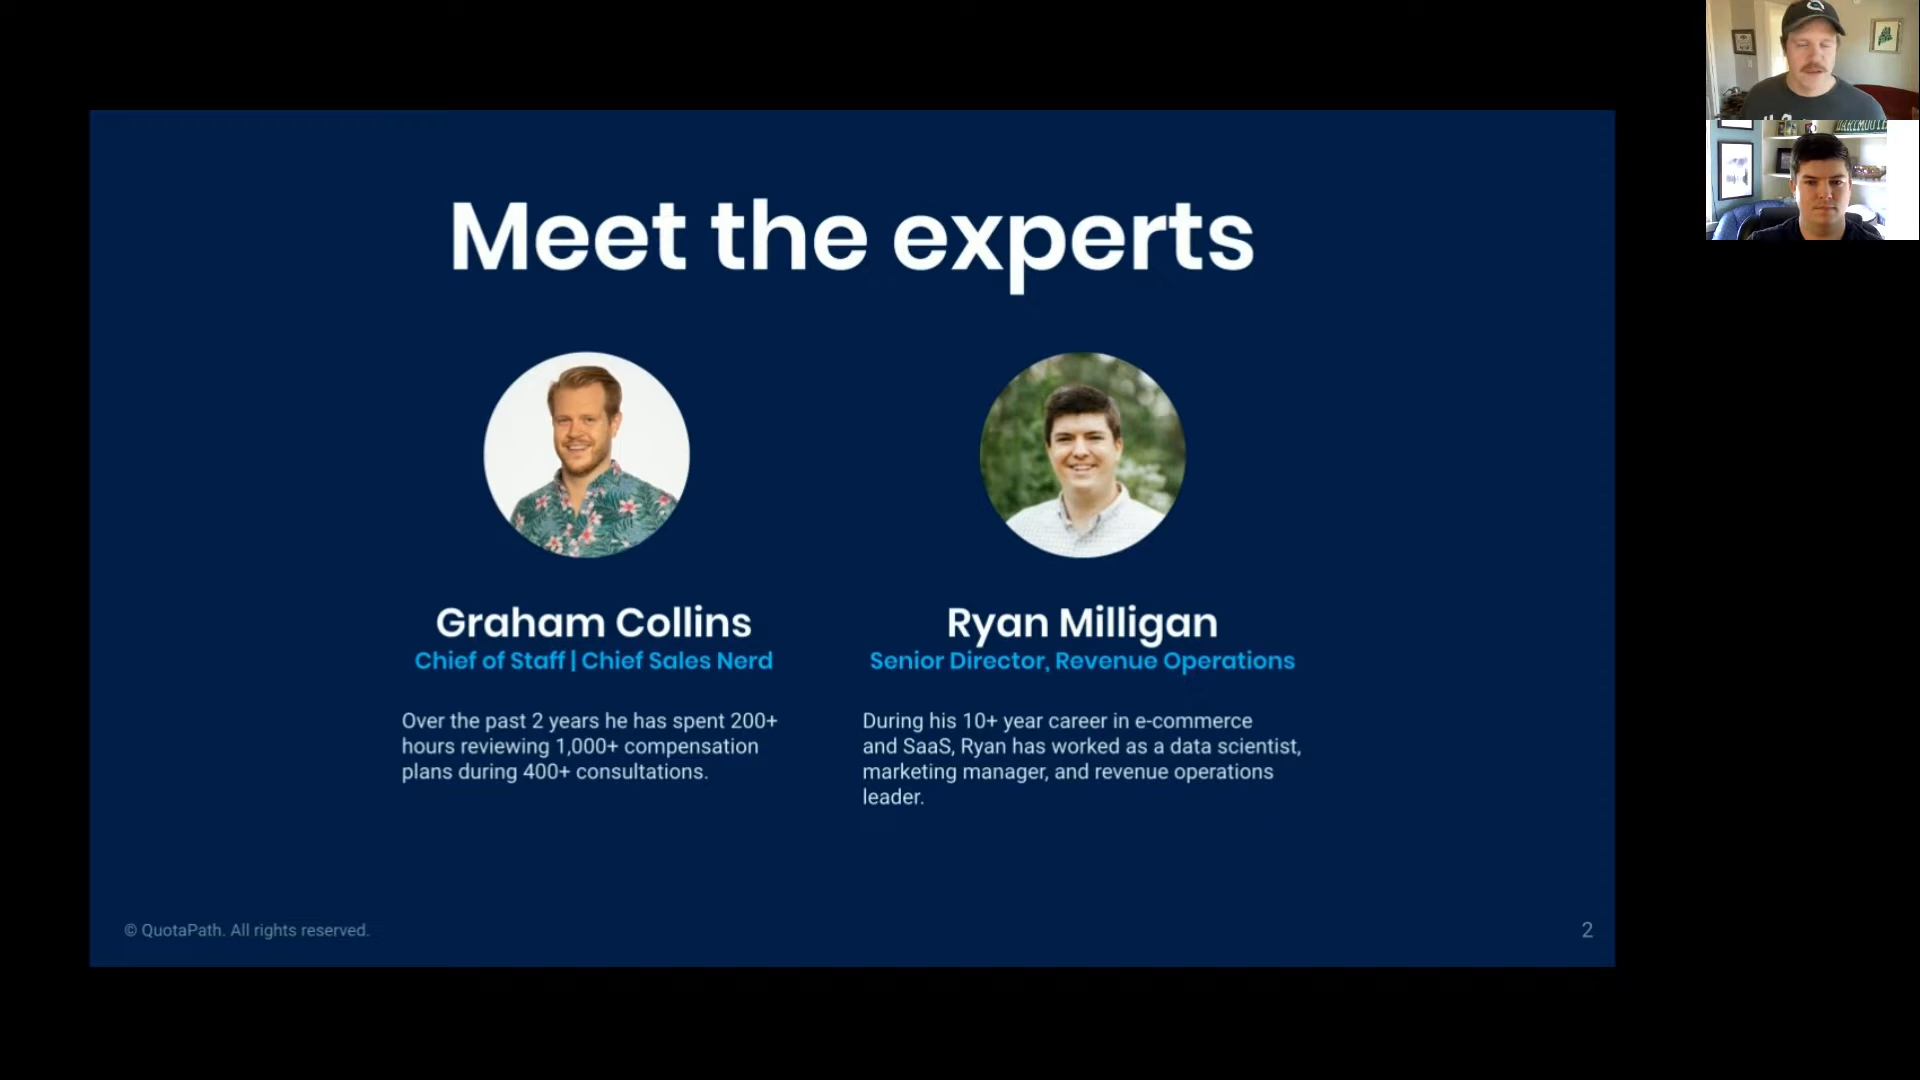 Meet the experts
Graham Collins
Chief of Staff | Chief Sales Nerd
Over the past 2 years he has spent 200+
hours reviewing 1,000+ compensation
plans during 400+ consultations.
Ryan Milligan
Senior Director, Revenue Operations
During his 10+ year career in e-commerce
and SaaS, Ryan has worked as a data scientist,
marketing manager, and revenue operations
leader.
© QuotaPath. All rights reserved.
2
DARTMOUTH